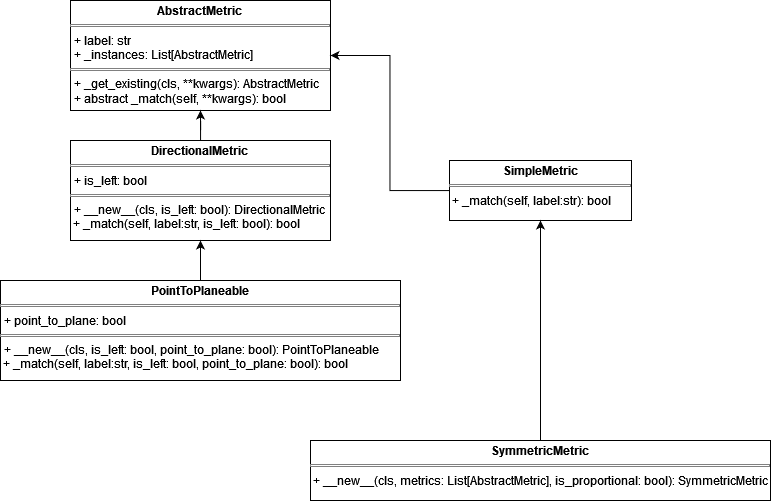 AbstractMetric
+ label: str
+ _instances: List[AbstractMetric]
+ _get_existing(cls, **kwargs): AbstractMetric
+ abstract _match(self, **kwargs): bool
DirectionalMetric
+ is_left: bool
+ __new__(cls, is_left: bool): DirectionalMetric
+ _match(self, label:str, is_left: bool): bool
SimpleMetric
+ _match(self, label:str): bool
PointToPlaneable
+ point_to_plane: bool
+ __new__(cls, is_left: bool, point_to_plane: bool): PointToPlaneable
+ _match(self, label:str, is_left: bool, point_to_plane: bool): bool
SymmetricMetric
+ __new__(cls, metrics: List[AbstractMetric], is_proportional: bool): SymmetricMetric